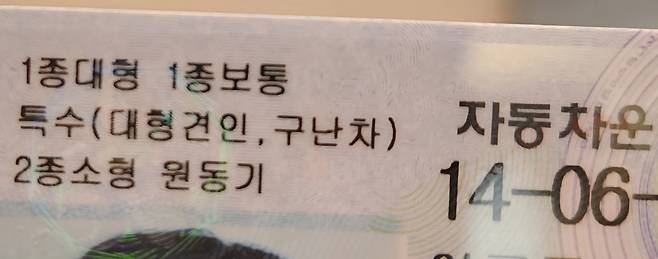 1종대형 1종보통
특수(대형견인,구난차)
2종소형 원동기
자동차운
14-06-